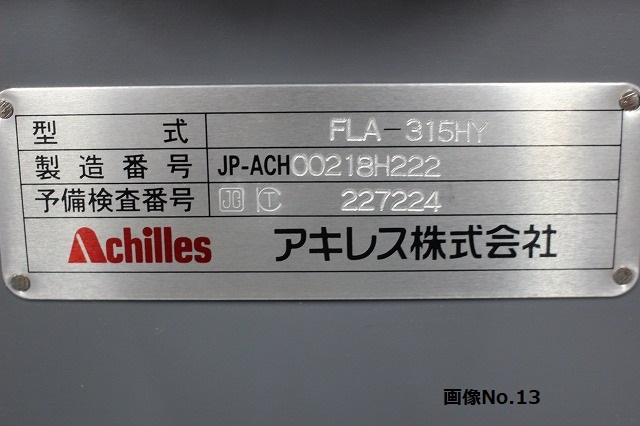 型 式 FLA-315HY
製造番号 JP-ACH00218H222
予備検査番号 JG 227224
Achilles アキレス株式会社
画像No.13